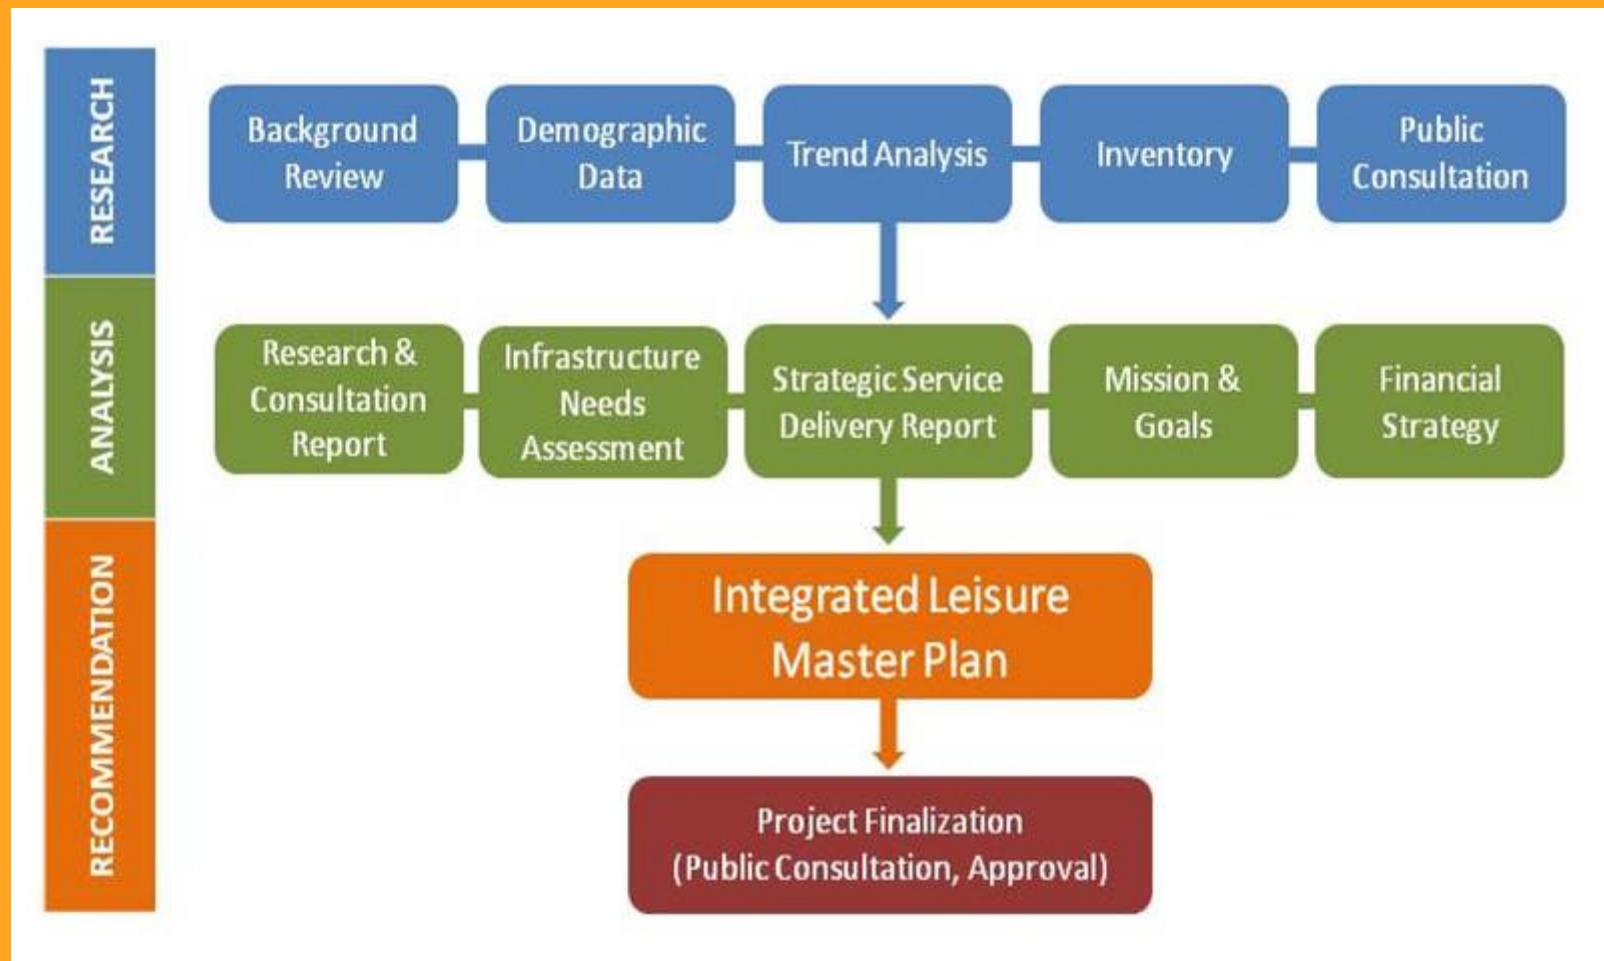 RESEARCH
Background
Review
Demographic
Data
Trend Analysis
Inventory
Public
Consultation
ANALYSIS
Research &
Consultation
Report
Infrastructure
Needs
Assessment
Strategic Service
Delivery Report
Mission &
Goals
Financial
Strategy
RECOMMENDATION
Integrated Leisure
Master Plan
Project Finalization
(Public Consultation, Approval)